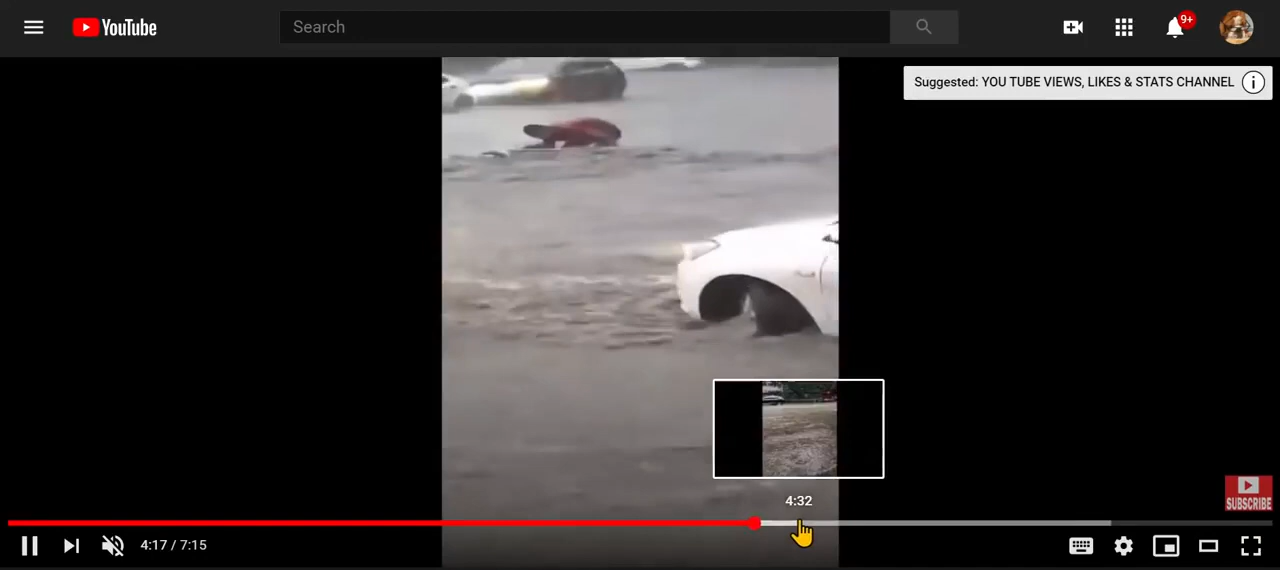 YouTube
Search
9+
Suggested: YOU TUBE VIEWS, LIKES & STATS CHANNEL
4:32
SUBSCRIBE
4:17 / 7:15